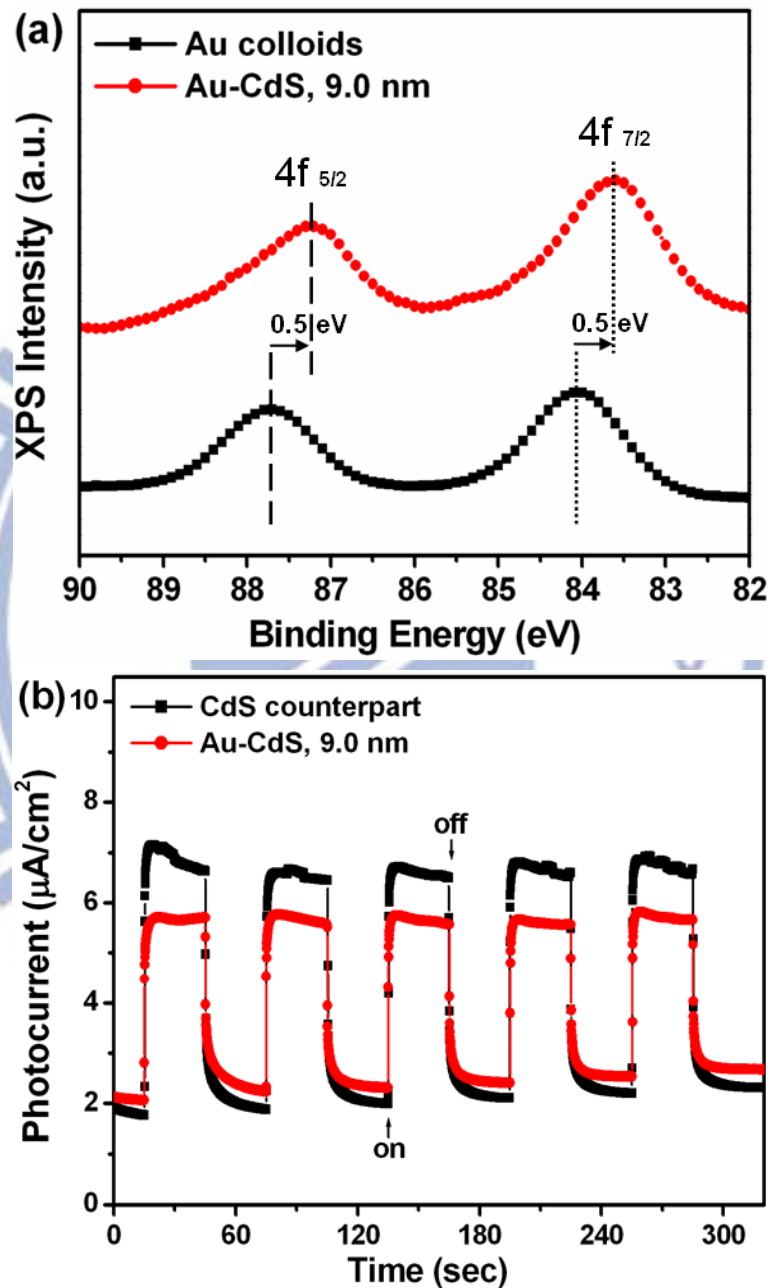 (a)
Au colloids
Au-CdS, 9.0 nm
4f 7/2
4f 5/2
0.5 eV
0.5 eV
XPS Intensity (a.u.)
90 89 88 87 86 85 84 83 82
Binding Energy (eV)
(b)
CdS counterpart
Au-CdS, 9.0 nm
off
on
Photocurrent (μA/cm²)
10
8
6
4
2
0
0 60 120 180 240 300
Time (sec)